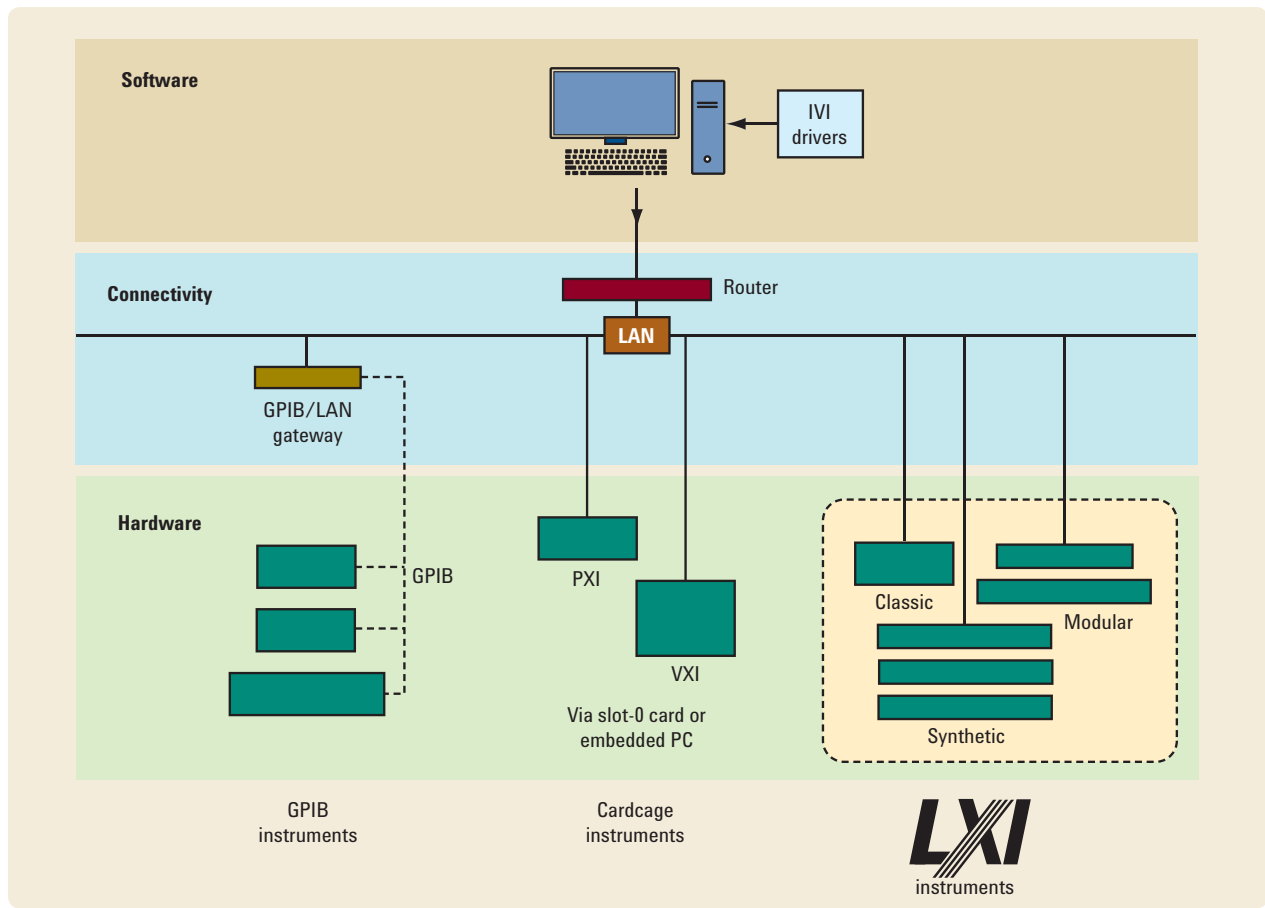 Software
IVI
drivers
Connectivity
Router
LAN
GPIB/LAN
gateway
Hardware
GPIB
PXI
VXI
Via slot-0 card or
embedded PC
Classic
Modular
Synthetic
GPIB
instruments
Cardcage
instruments
LXI
instruments